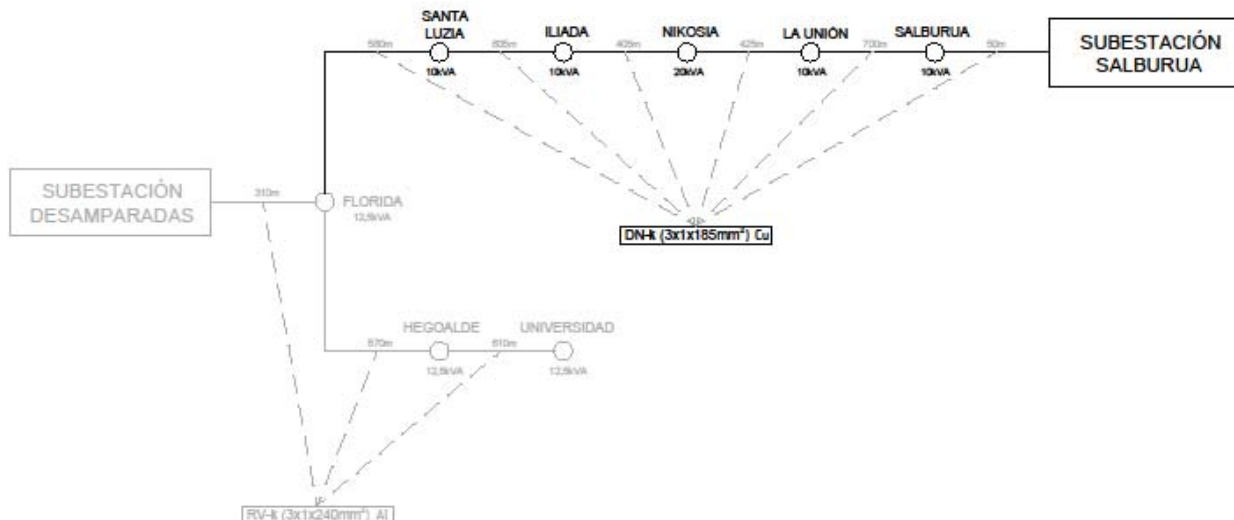 SANTA
LUZIA
ILIADA
NIKOSIA
LA UNIÓN
SALBURUA
580m
605m
405m
425m
700m
50m
10kVA
10kVA
20kVA
10kVA
10kVA
SUBESTACIÓN
SALBURUA
SUBESTACIÓN
DESAMPARADAS
310m
FLORIDA
12,5kVA
DN-k (3x1x185mm²) Cu
HEGOALDE
UNIVERSIDAD
570m
610m
12,5kVA
12,5kVA
RV-k (3x1x240mm²) Al